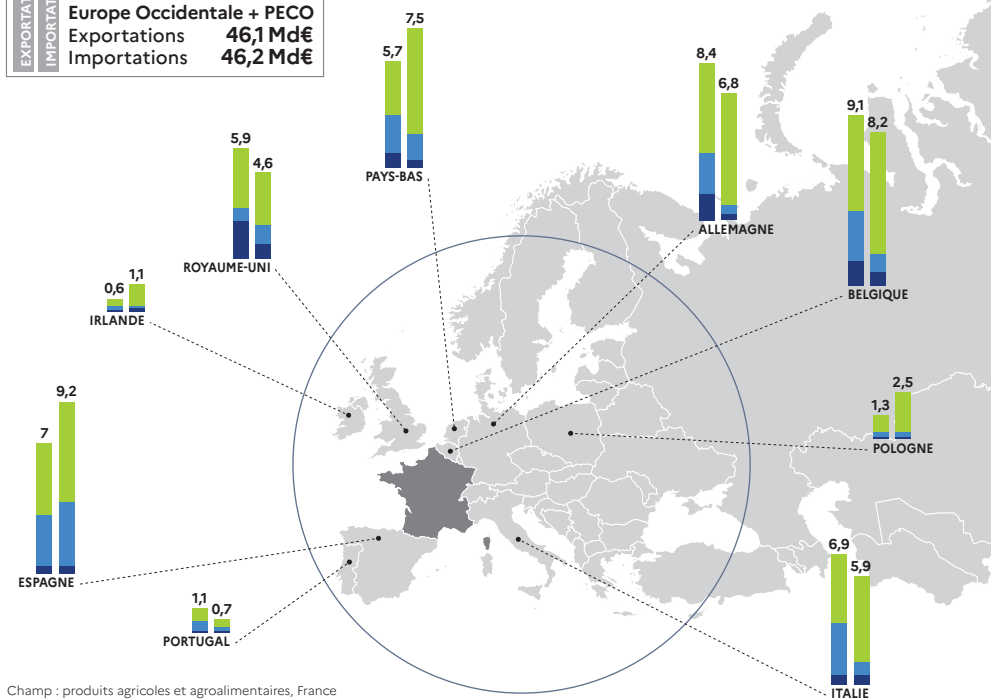 EXPORTAT
IMPORTAT
Europe Occidentale + PECO
Exportations 46,1 Md€
Importations 46,2 Md€
7,5
5,7
PAYS-BAS
8,4
6,8
ALLEMAGNE
9,1
8,2
BELGIQUE
5,9
4,6
ROYAUME-UNI
0,6
1,1
IRLANDE
9,2
7
ESPAGNE
2,5
1,3
POLOGNE
1,1
0,7
PORTUGAL
6,9
5,9
ITALIE
Champ : produits agricoles et agroalimentaires, France